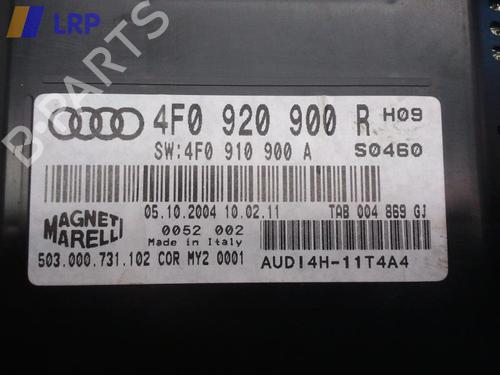 LRP
B-PARTS
4F0 920 900 R H09
SW:4F0 910 900 A S0460
05.10.2004 10.02.11 TAB 004 869 GJ
MAGNETI MARELLI
0052 002
Made in Italy
503.000.731.102 COR MY2 0001
AUDI4H-11T4A4